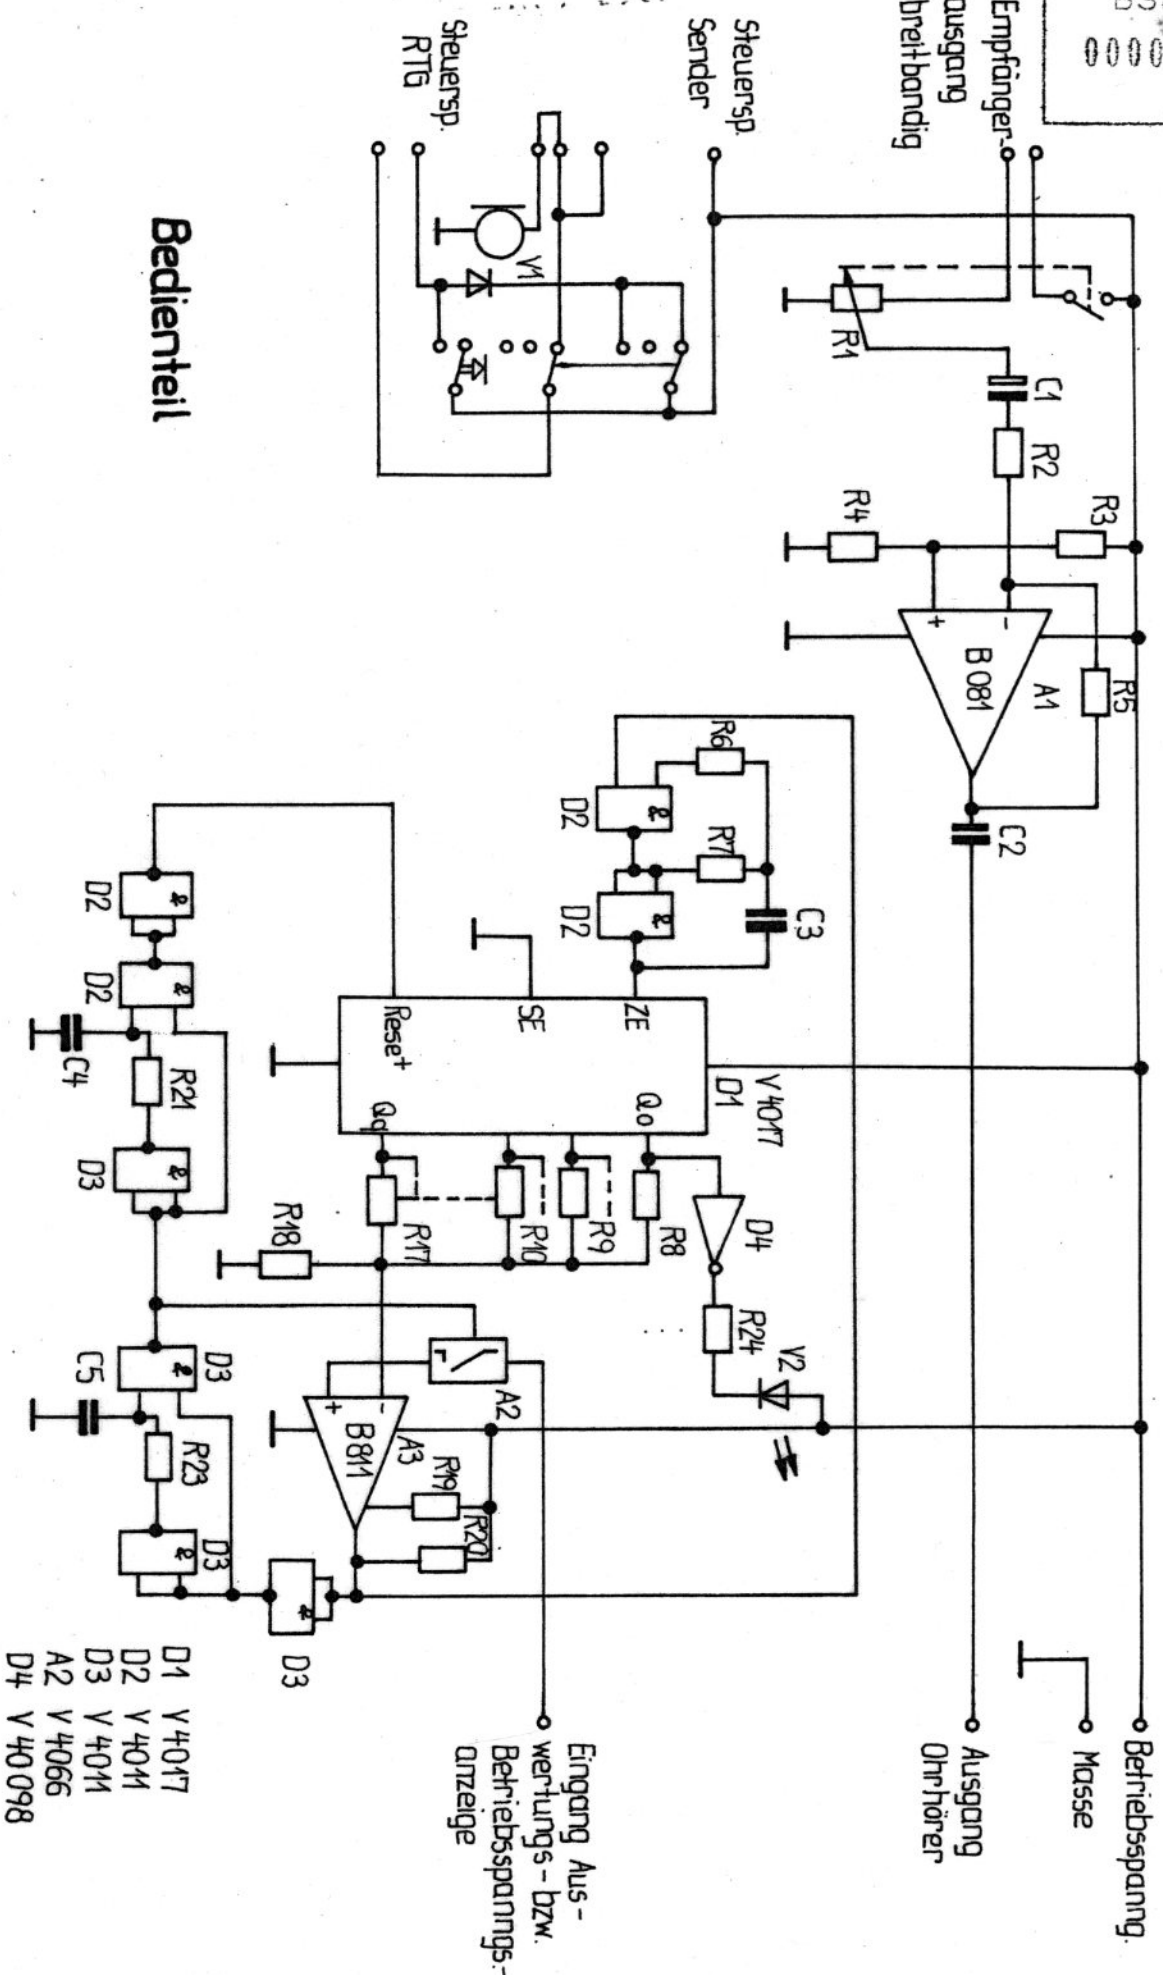 Bedienteil
Empfänger-
ausgang
breitbandig
Steuersp.
Sender
Steuersp.
RTG
V1
R1
C1
R2
R3
R4
R5
-
+
B 081
A1
C2
R6
R7
C3
&
D2
&
D2
ZE
SE
Reset
V 4017
D1
Q0
Q9
R8
R9
R10
R17
R18
D4
R24
V2
A2
-
+
B 811
A3
R19
R20
&
D2
&
D2
C4
R21
&
D3
&
D3
C5
R23
&
D3
&
D3
Betriebsspanng.
Masse
Ausgang
Ohrhörer
Eingang Aus-
wertungs- bzw.
Betriebsspanngs.-
anzeige
D1 V 4017
D2 V 4011
D3 V 4011
A2 V 4066
D4 V 40098